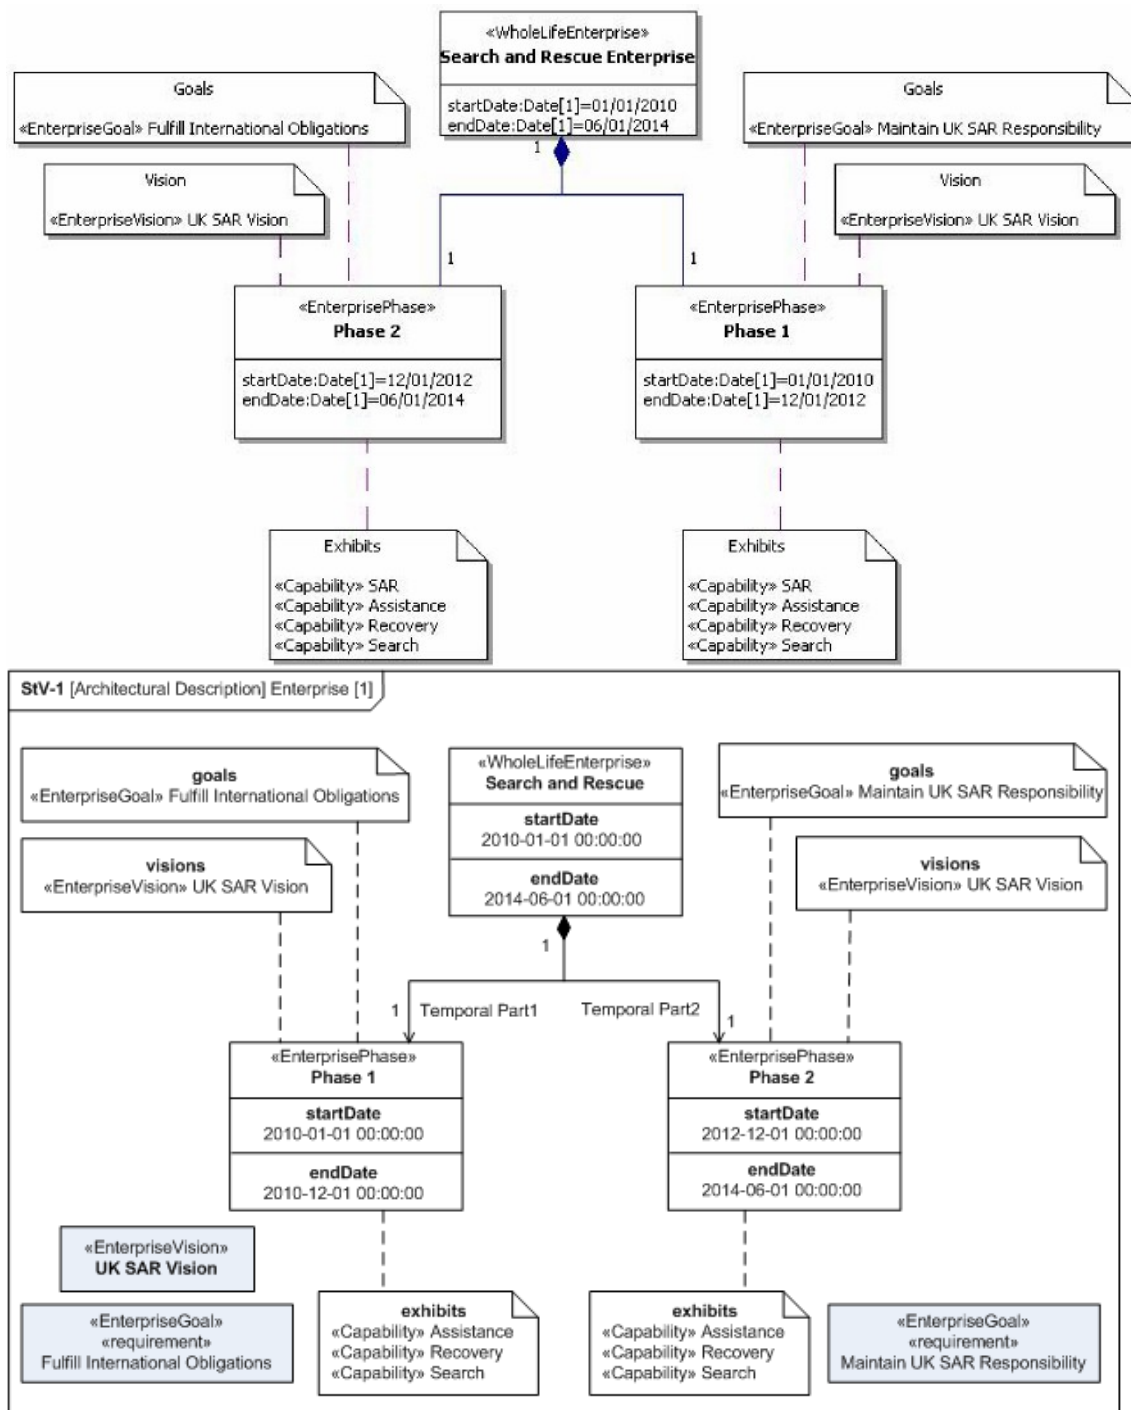 «WholeLifeEnterprise»
Search and Rescue Enterprise
startDate:Date[1]=01/01/2010
endDate:Date[1]=06/01/2014
Goals
«EnterpriseGoal» Fulfill International Obligations
Goals
«EnterpriseGoal» Maintain UK SAR Responsibility
Vision
«EnterpriseVision» UK SAR Vision
Vision
«EnterpriseVision» UK SAR Vision
1
1
1
«EnterprisePhase»
Phase 2
startDate:Date[1]=12/01/2012
endDate:Date[1]=06/01/2014
«EnterprisePhase»
Phase 1
startDate:Date[1]=01/01/2010
endDate:Date[1]=12/01/2012
Exhibits
«Capability» SAR
«Capability» Assistance
«Capability» Recovery
«Capability» Search
Exhibits
«Capability» SAR
«Capability» Assistance
«Capability» Recovery
«Capability» Search
StV-1 [Architectural Description] Enterprise [1]
goals
«EnterpriseGoal» Fulfill International Obligations
«WholeLifeEnterprise»
Search and Rescue
startDate
2010-01-01 00:00:00
endDate
2014-06-01 00:00:00
goals
«EnterpriseGoal» Maintain UK SAR Responsibility
visions
«EnterpriseVision» UK SAR Vision
visions
«EnterpriseVision» UK SAR Vision
1
1
Temporal Part1
Temporal Part2
1
«EnterprisePhase»
Phase 1
startDate
2010-01-01 00:00:00
endDate
2010-12-01 00:00:00
«EnterprisePhase»
Phase 2
startDate
2012-12-01 00:00:00
endDate
2014-06-01 00:00:00
«EnterpriseVision»
UK SAR Vision
«EnterpriseGoal»
«requirement»
Fulfill International Obligations
exhibits
«Capability» Assistance
«Capability» Recovery
«Capability» Search
exhibits
«Capability» Assistance
«Capability» Recovery
«Capability» Search
«EnterpriseGoal»
«requirement»
Maintain UK SAR Responsibility